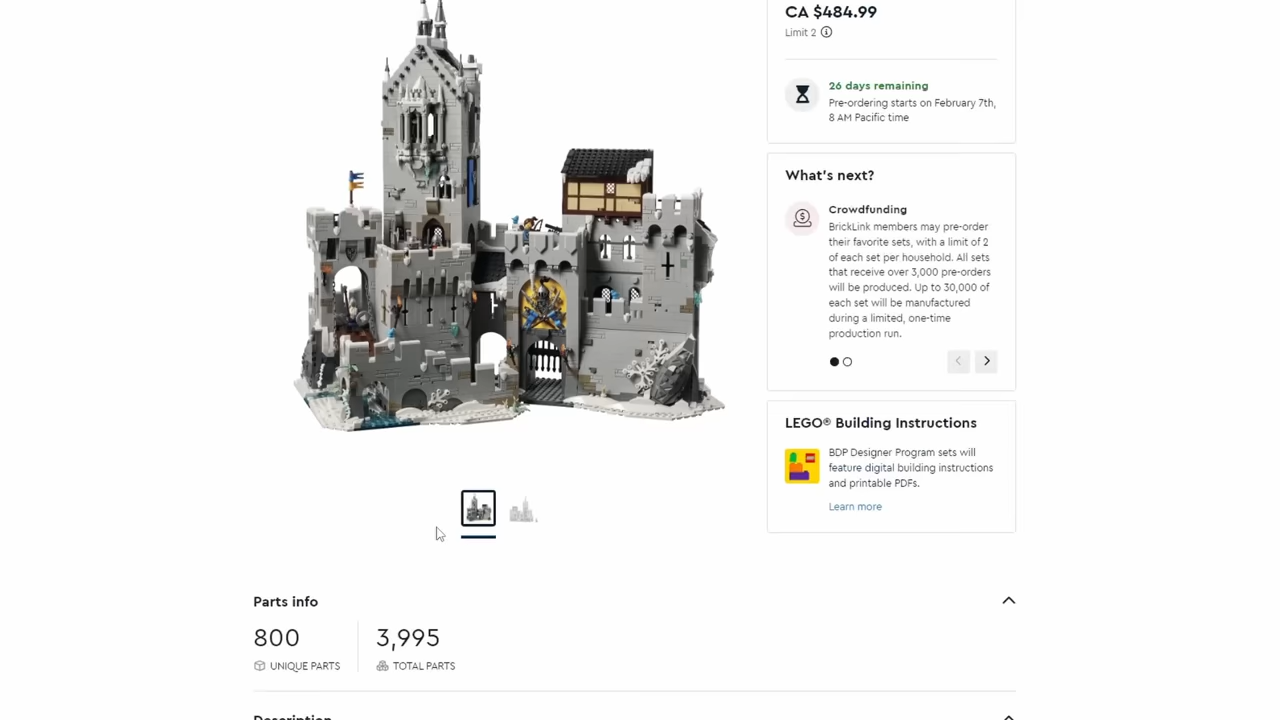 CA $484.99
Limit 2
26 days remaining
Pre-ordering starts on February 7th,
8 AM Pacific time
What's next?
Crowdfunding
BrickLink members may pre-order
their favorite sets, with a limit of 2
of each set per household. All sets
that receive over 3,000 pre-orders
will be produced. Up to 30,000 of
each set will be manufactured
during a limited, one-time
production run.
LEGO® Building Instructions
BDP Designer Program sets will
feature digital building instructions
and printable PDFs.
Learn more
Parts info
800
UNIQUE PARTS
3,995
TOTAL PARTS
Description